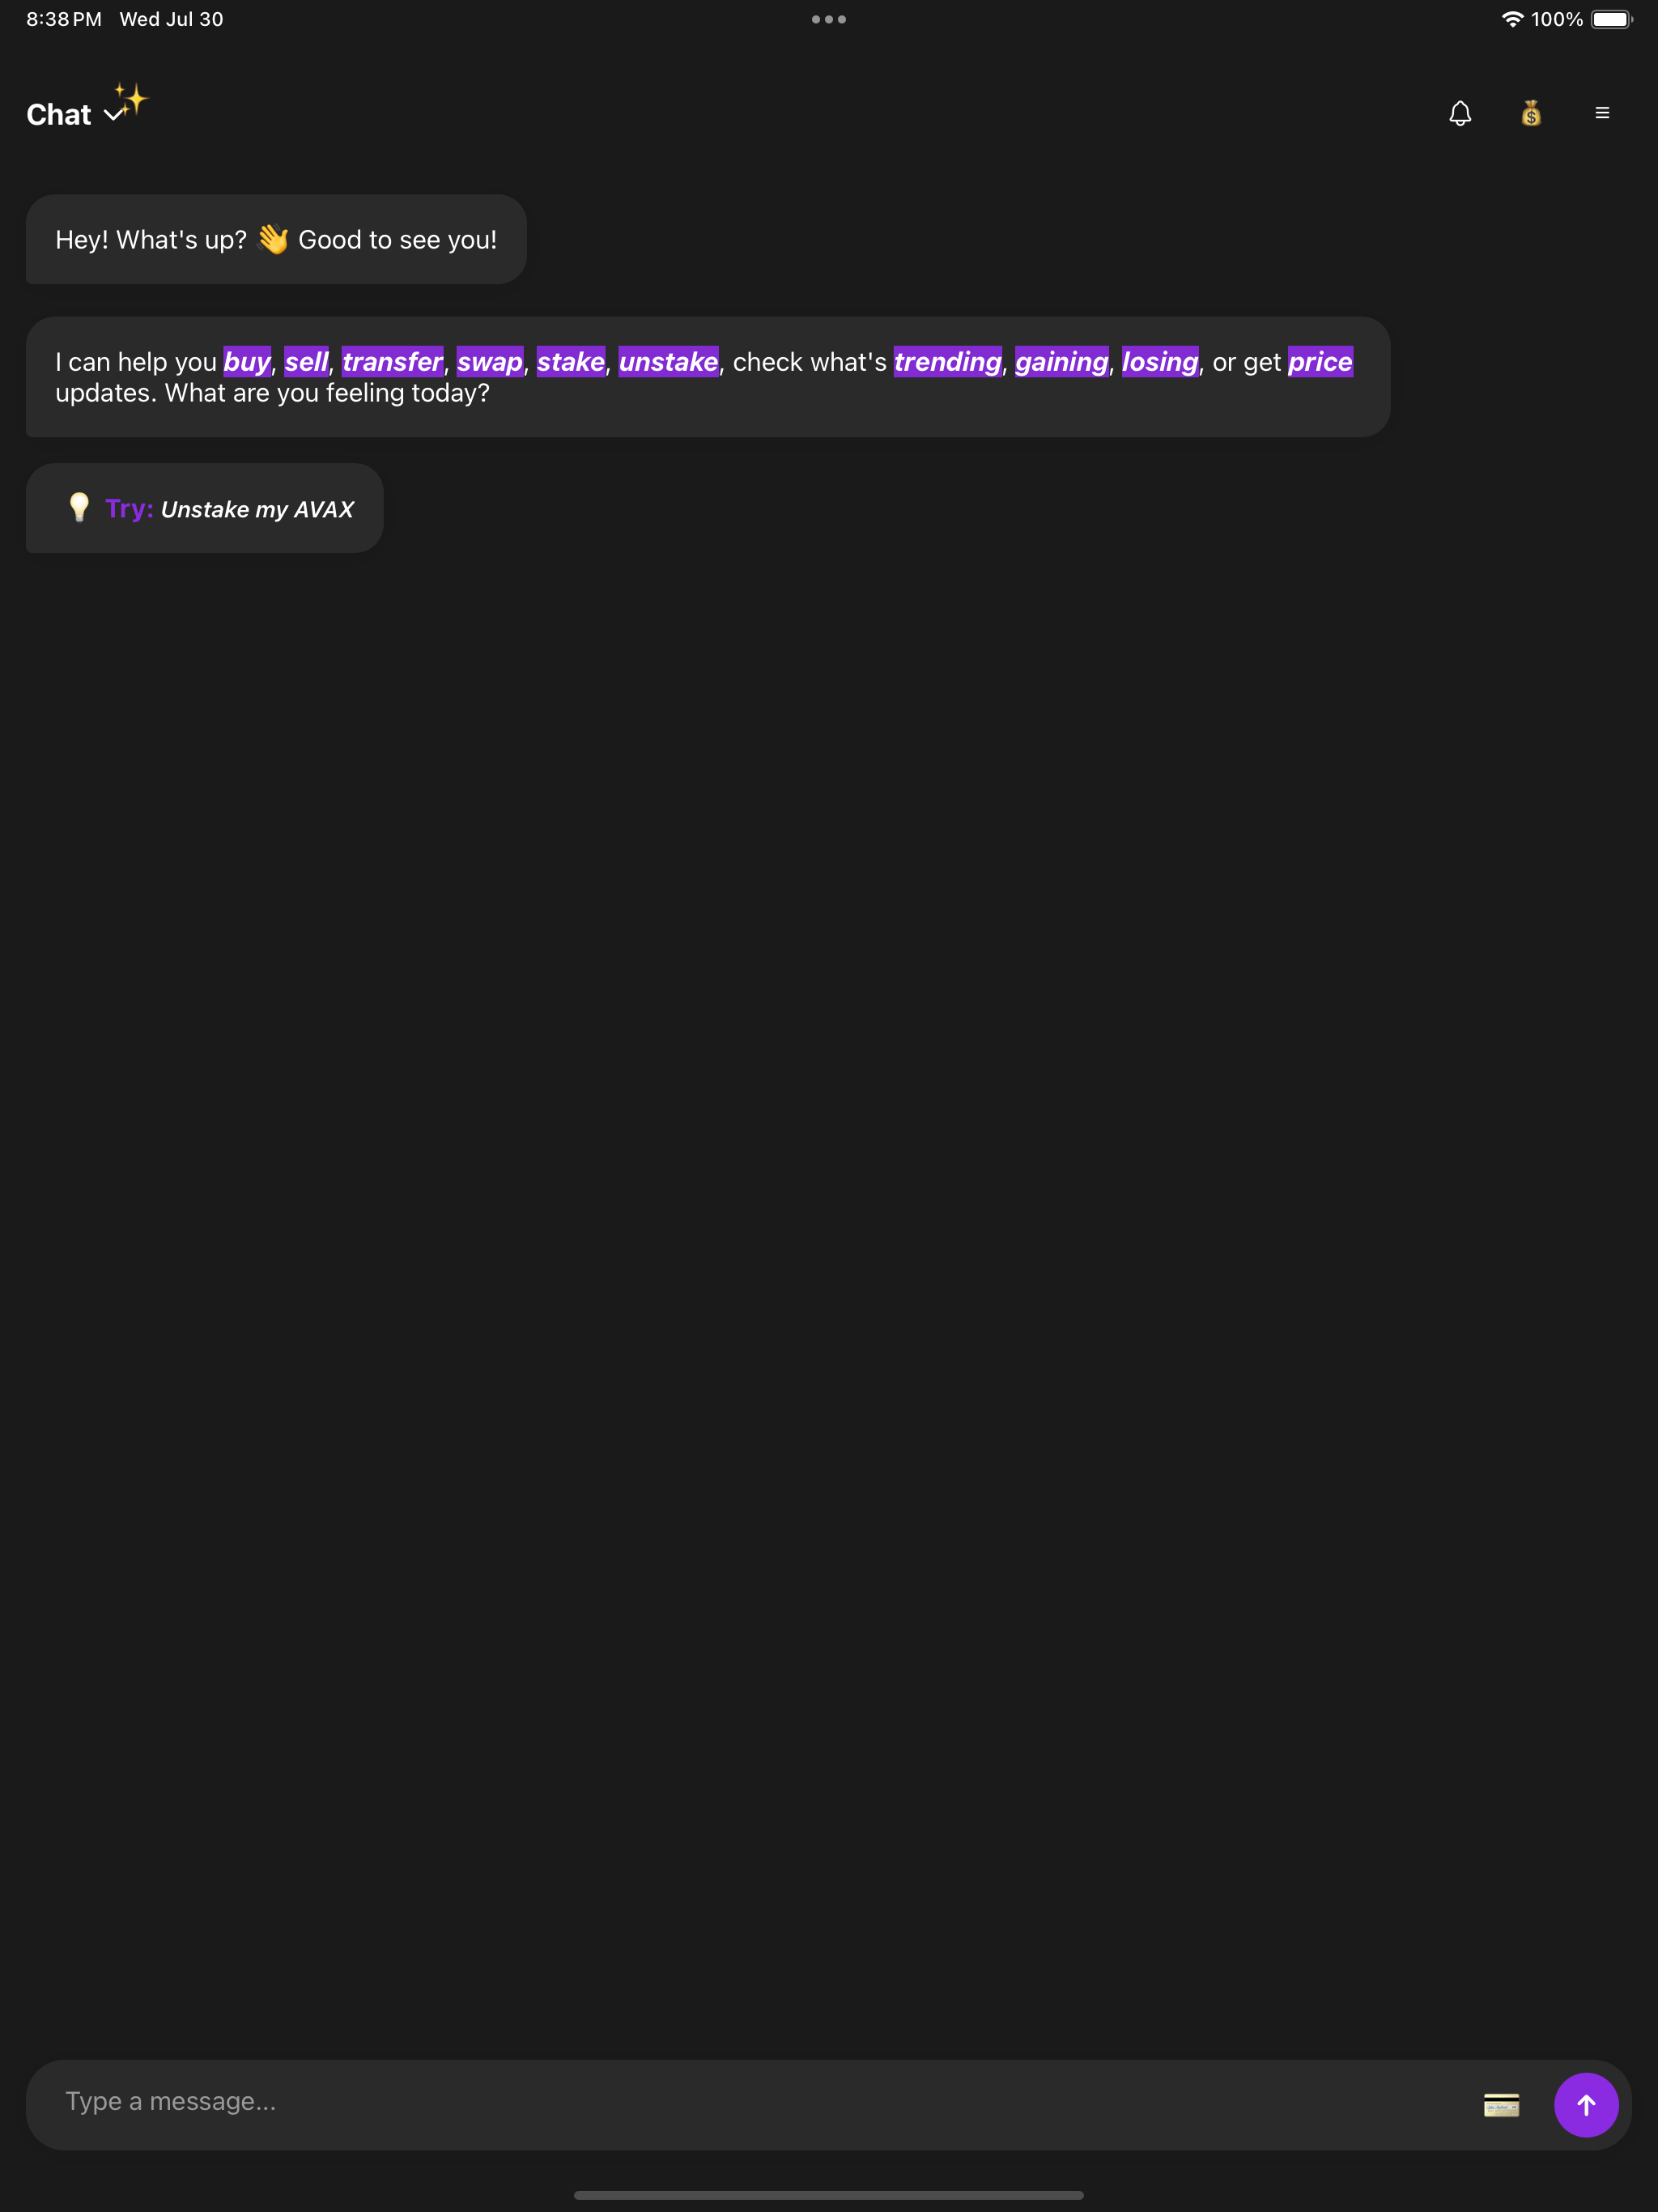 8:38 PM Wed Jul 30
100%
Chat
Hey! What's up? 👋 Good to see you!
I can help you buy, sell, transfer, swap, stake, unstake, check what's trending, gaining, losing, or get price
updates. What are you feeling today?
💡 Try: Unstake my AVAX
Type a message...